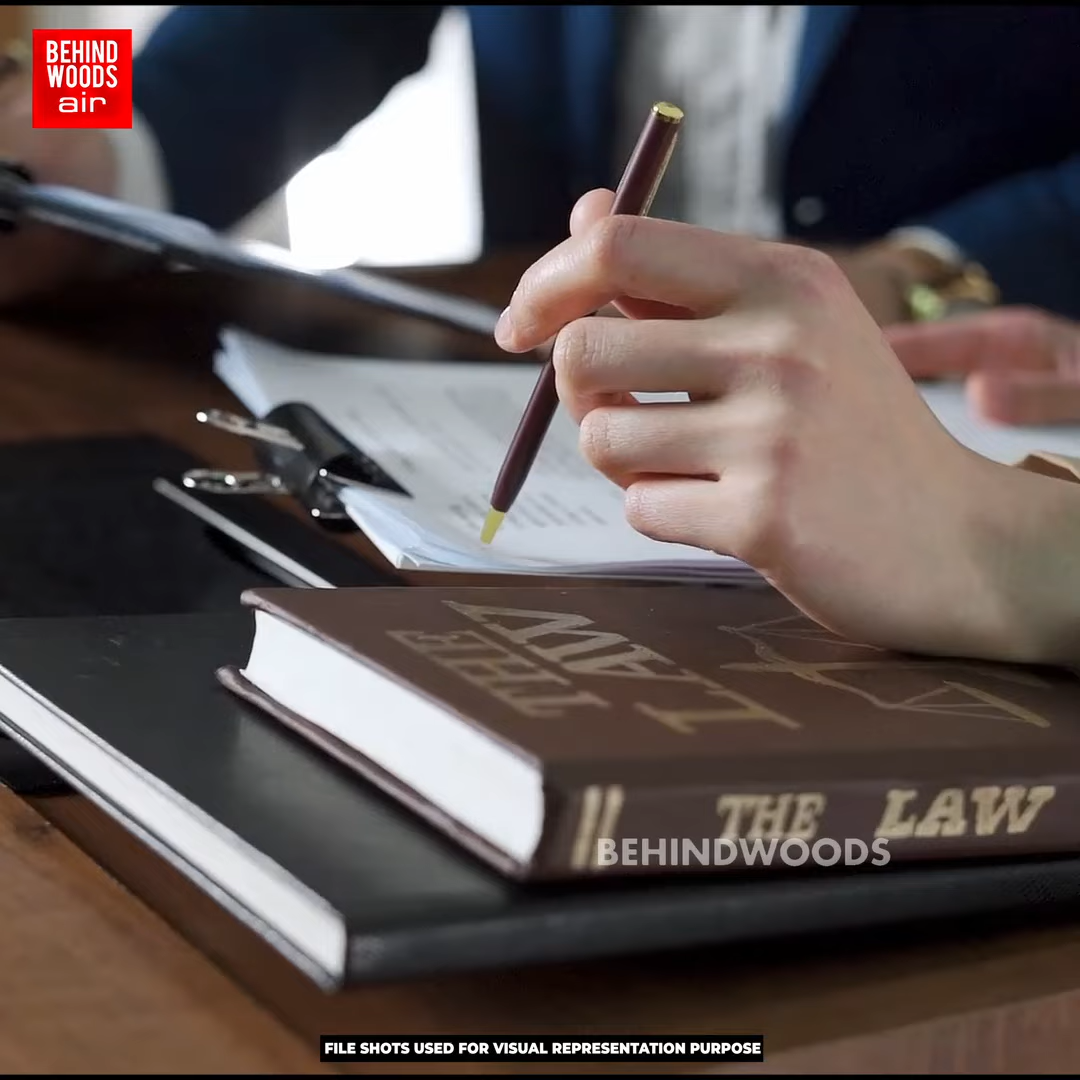 BEHIND
WOODS
air
THE
LAW
THE LAW
BEHINDWOODS
FILE SHOTS USED FOR VISUAL REPRESENTATION PURPOSE